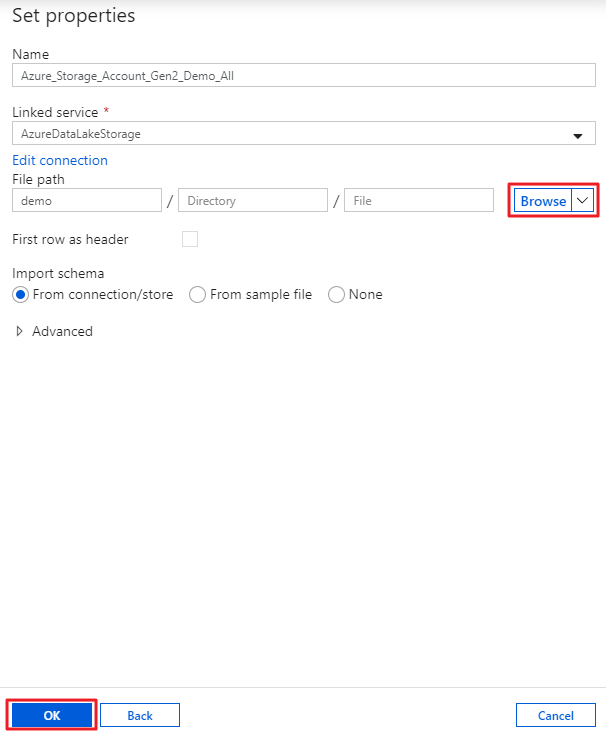 Set properties
Name
Azure_Storage_Account_Gen2_Demo_All
Linked service *
AzureDataLakeStorage
Edit connection
File path
demo / Directory / File Browse
First row as header
Import schema
From connection/store From sample file None
Advanced
OK Back Cancel